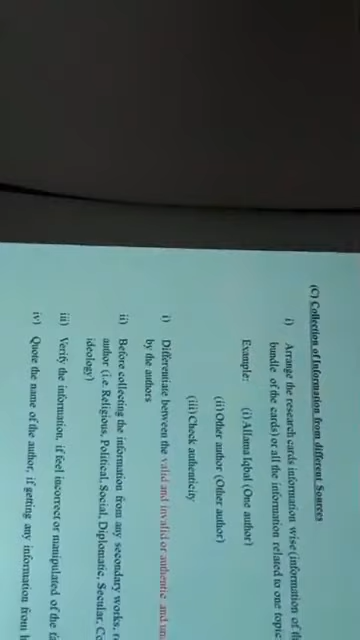 (C) Collection of Information from different Sources
i) Arrange the research cards information wise (information of
bundle of the cards) or all the information related to one topic
Example: (i) Allama Iqbal (One author)
(ii) Other author (Other author)
(iii) Check authenticity
i) Differentiate between the valid and invalid or authentic and
by the authors
ii) Before collecting the information from any secondary works,
author (i.e. Religious, Political, Social, Diplomatic, Secular,
ideology)
iii) Verify the information, if feel incorrect or manipulated of the
iv) Quote the name of the author, if getting any information from